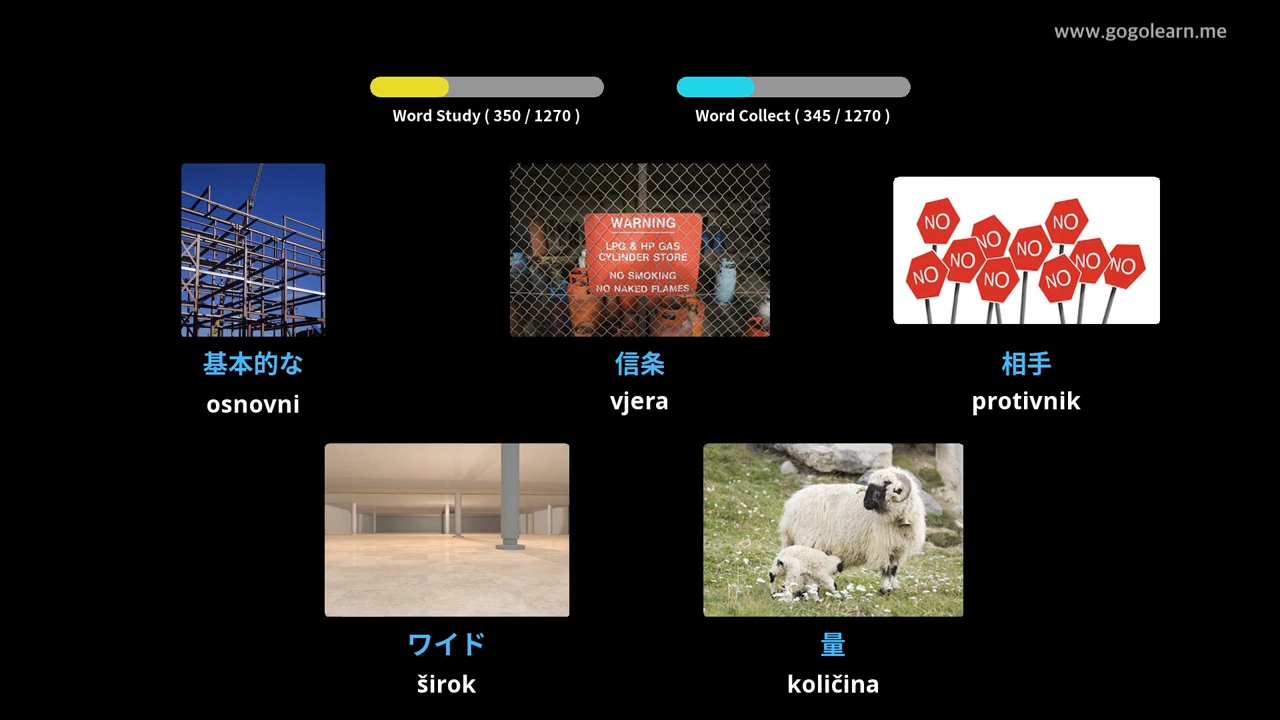 www.gogolearn.me
Word Study ( 350 / 1270 )
Word Collect ( 345 / 1270 )
WARNING
LPG & HP GAS
CYLINDER STORE
NO SMOKING
NO NAKED FLAMES
NO
NO
NO
NO
NO
NO
NO
NO
NO
NO
基本的な
osnovni
信条
vjera
相手
protivnik
ワイド
širok
量
količina